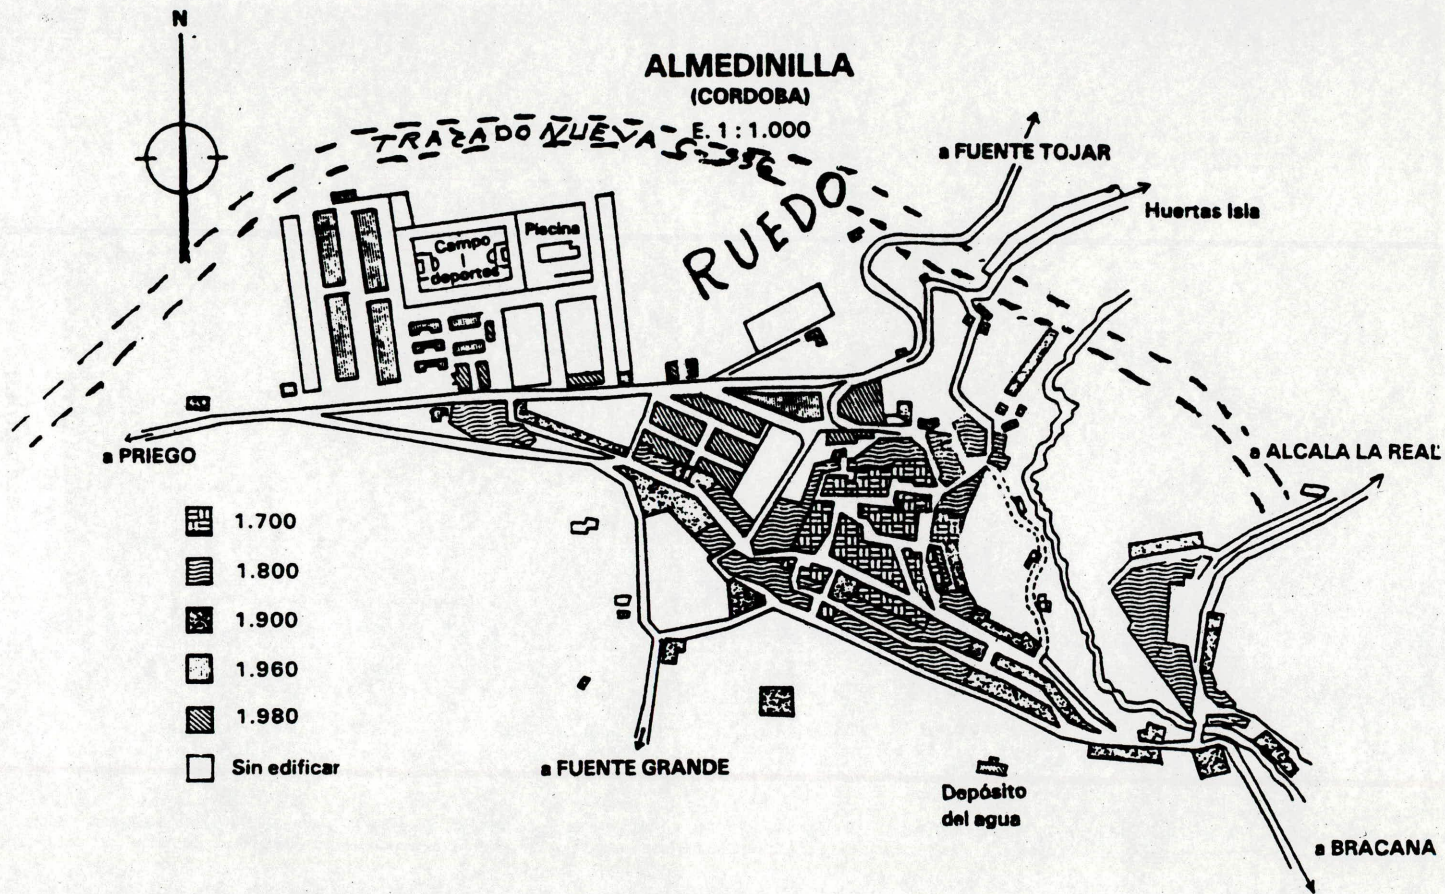 N
ALMEDINILLA
(CORDOBA)
E. 1 : 1.000
TRAZADO NUEVA S-336
a FUENTE TOJAR
Huertas Isla
RUEDO
Piscina
Campo
deportes
a PRIEGO
a ALCALA LA REAL
1.700
1.800
1.900
1.960
1.980
Sin edificar
a FUENTE GRANDE
Depósito
del agua
a BRACANA